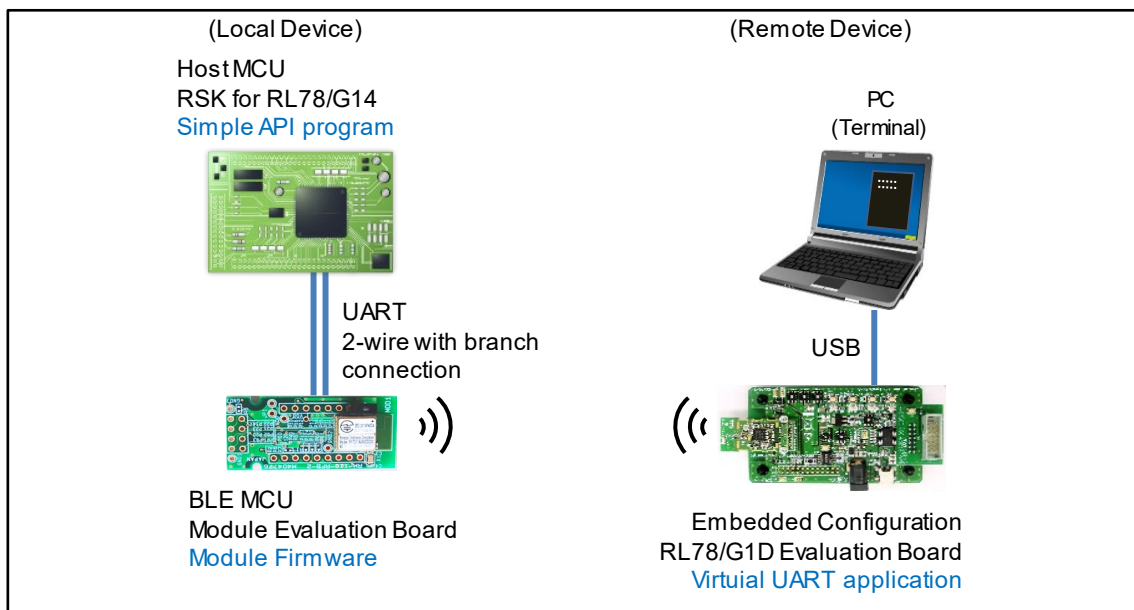 (Local Device)
Host MCU
RSK for RL78/G14
Simple API program
UART
2-wire with branch
connection
BLE MCU
Module Evaluation Board
Module Firmware
(Remote Device)
PC
(Terminal)
USB
Embedded Configuration
RL78/G1D Evaluation Board
Virtuial UART application